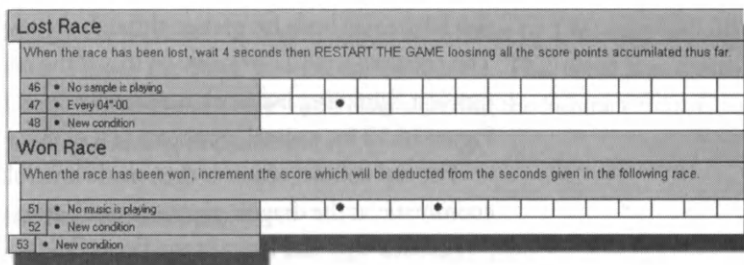 Lost Race
When the race has been lost, wait 4 seconds then RESTART THE GAME loosinng all the score points accumilated thus far.
46 • No sample is playing
47 • Every 04"-00
48 • New condition
Won Race
When the race has been won, increment the score which will be deducted from the seconds given in the following race.
51 • No music is playing
52 • New condition
53 • New condition